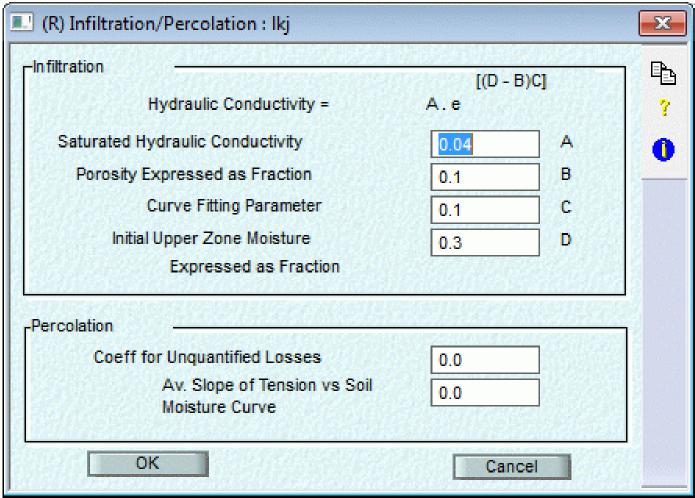 (R) Infiltration/Percolation : lkj
Infiltration
[(D - B)C]
Hydraulic Conductivity = A . e
Saturated Hydraulic Conductivity 0.04 A
Porosity Expressed as Fraction 0.1 B
Curve Fitting Parameter 0.1 C
Initial Upper Zone Moisture 0.3 D
Expressed as Fraction
Percolation
Coeff for Unquantified Losses 0.0
Av. Slope of Tension vs Soil 0.0
Moisture Curve
OK Cancel